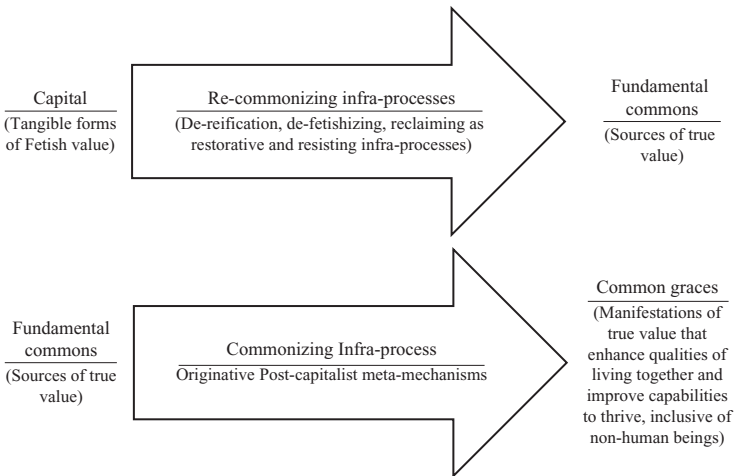 Capital
(Tangible forms
of Fetish value)
Re-commonizing infra-processes
(De-reification, de-fetishizing, reclaiming as
restorative and resisting infra-processes)
Fundamental
commons
(Sources of true
value)
Fundamental
commons
(Sources of true
value)
Commonizing Infra-process
Originative Post-capitalist meta-mechanisms
Common graces
(Manifestations of
true value that
enhance qualities of
living together and
improve capabilities
to thrive, inclusive of
non-human beings)